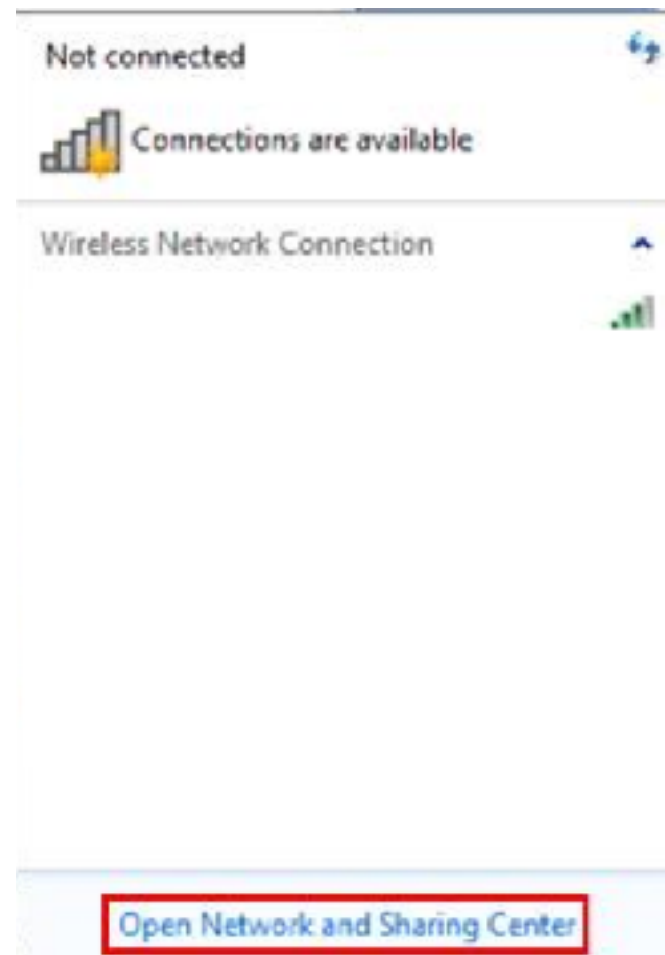 Not connected
Connections are available
Wireless Network Connection
Open Network and Sharing Center